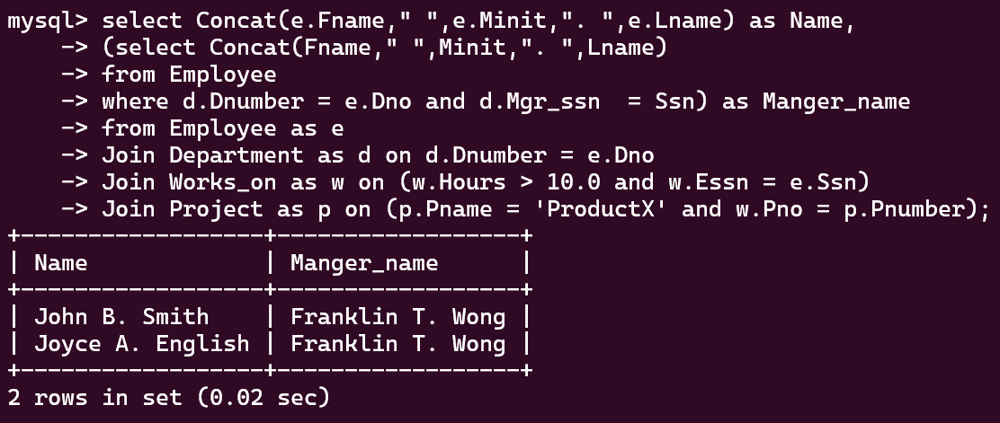 mysql> select Concat(e.Fname," ",e.Minit,". ",e.Lname) as Name,
    -> (select Concat(Fname," ",Minit,". ",Lname)
    -> from Employee
    -> where d.Dnumber = e.Dno and d.Mgr_ssn  = Ssn) as Manger_name
    -> from Employee as e
    -> Join Department as d on d.Dnumber = e.Dno
    -> Join Works_on as w on (w.Hours > 10.0 and w.Essn = e.Ssn)
    -> Join Project as p on (p.Pname = 'ProductX' and w.Pno = p.Pnumber);
+------------------+------------------+
| Name             | Manger_name      |
+------------------+------------------+
| John B. Smith    | Franklin T. Wong |
| Joyce A. English | Franklin T. Wong |
+------------------+------------------+
2 rows in set (0.02 sec)